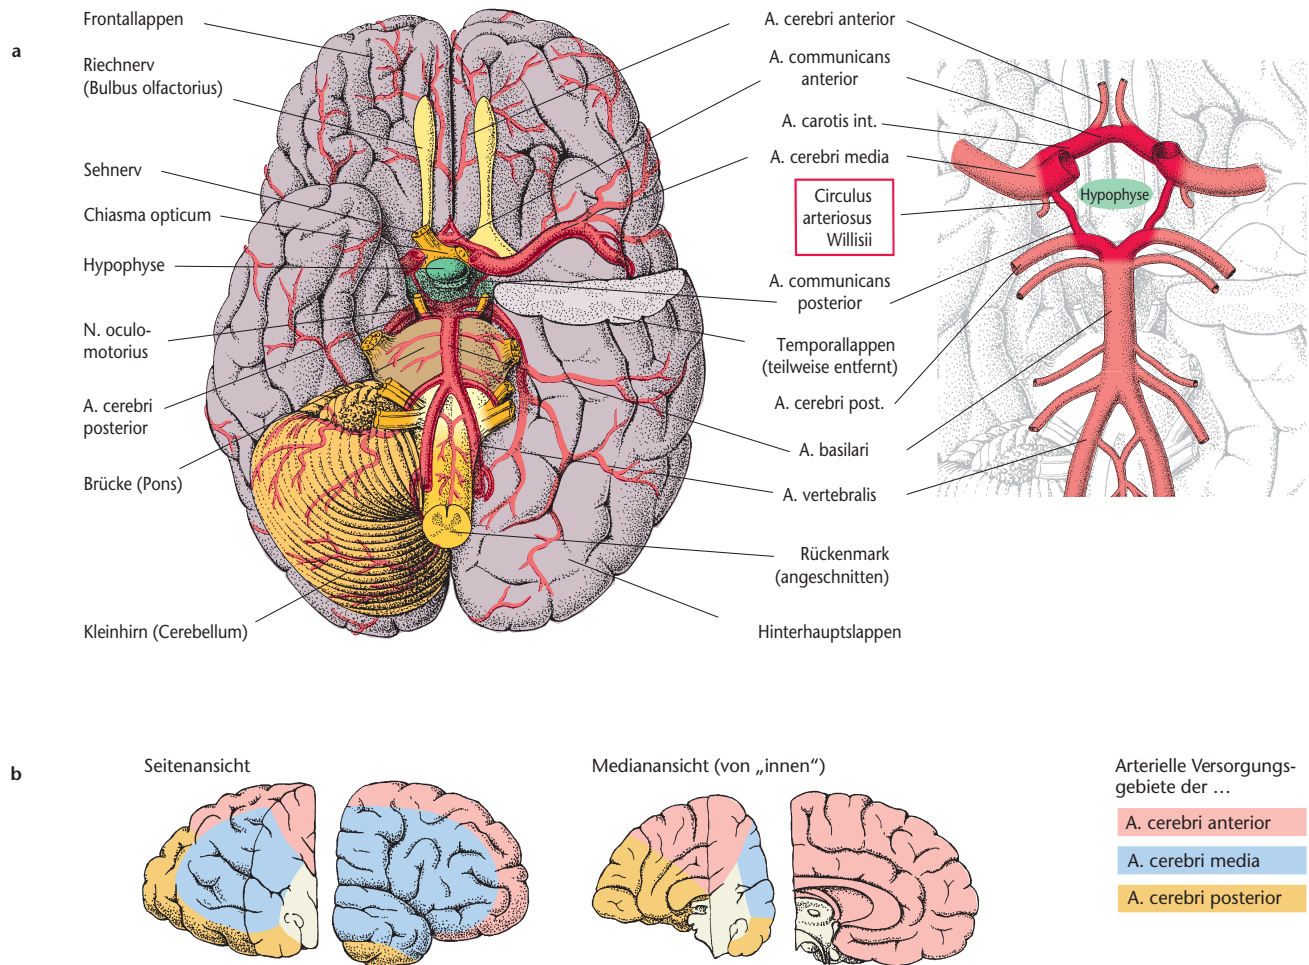 a
Frontallappen
Riechnerv
(Bulbus olfactorius)
Sehnerv
Chiasma opticum
Hypophyse
N. oculo-
motorius
A. cerebri
posterior
Brücke (Pons)
Kleinhirn (Cerebellum)
A. cerebri anterior
A. communicans
anterior
A. carotis int.
A. cerebri media
Circulus
arteriosus
Willisii
A. communicans
posterior
Temporallappen
(teilweise entfernt)
A. cerebri post.
A. basilari
A. vertebralis
Rückenmark
(angeschnitten)
Hinterhauptslappen
Hypophyse
b
Seitenansicht
Medianansicht (von „innen“)
Arterielle Versorgungs-
gebiete der ...
A. cerebri anterior
A. cerebri media
A. cerebri posterior